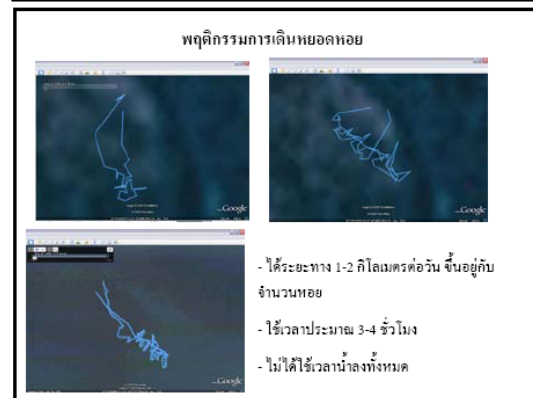 พฤติกรรมการเดินหยอดหอย
Google
Google
Google
- ได้ระยะทาง 1-2 กิโลเมตรต่อวัน ขึ้นอยู่กับ
จำนวนหอย
- ใช้เวลาประมาณ 3-4 ชั่วโมง
- ไม่ได้ใช้เวลาน้ำลงทั้งหมด